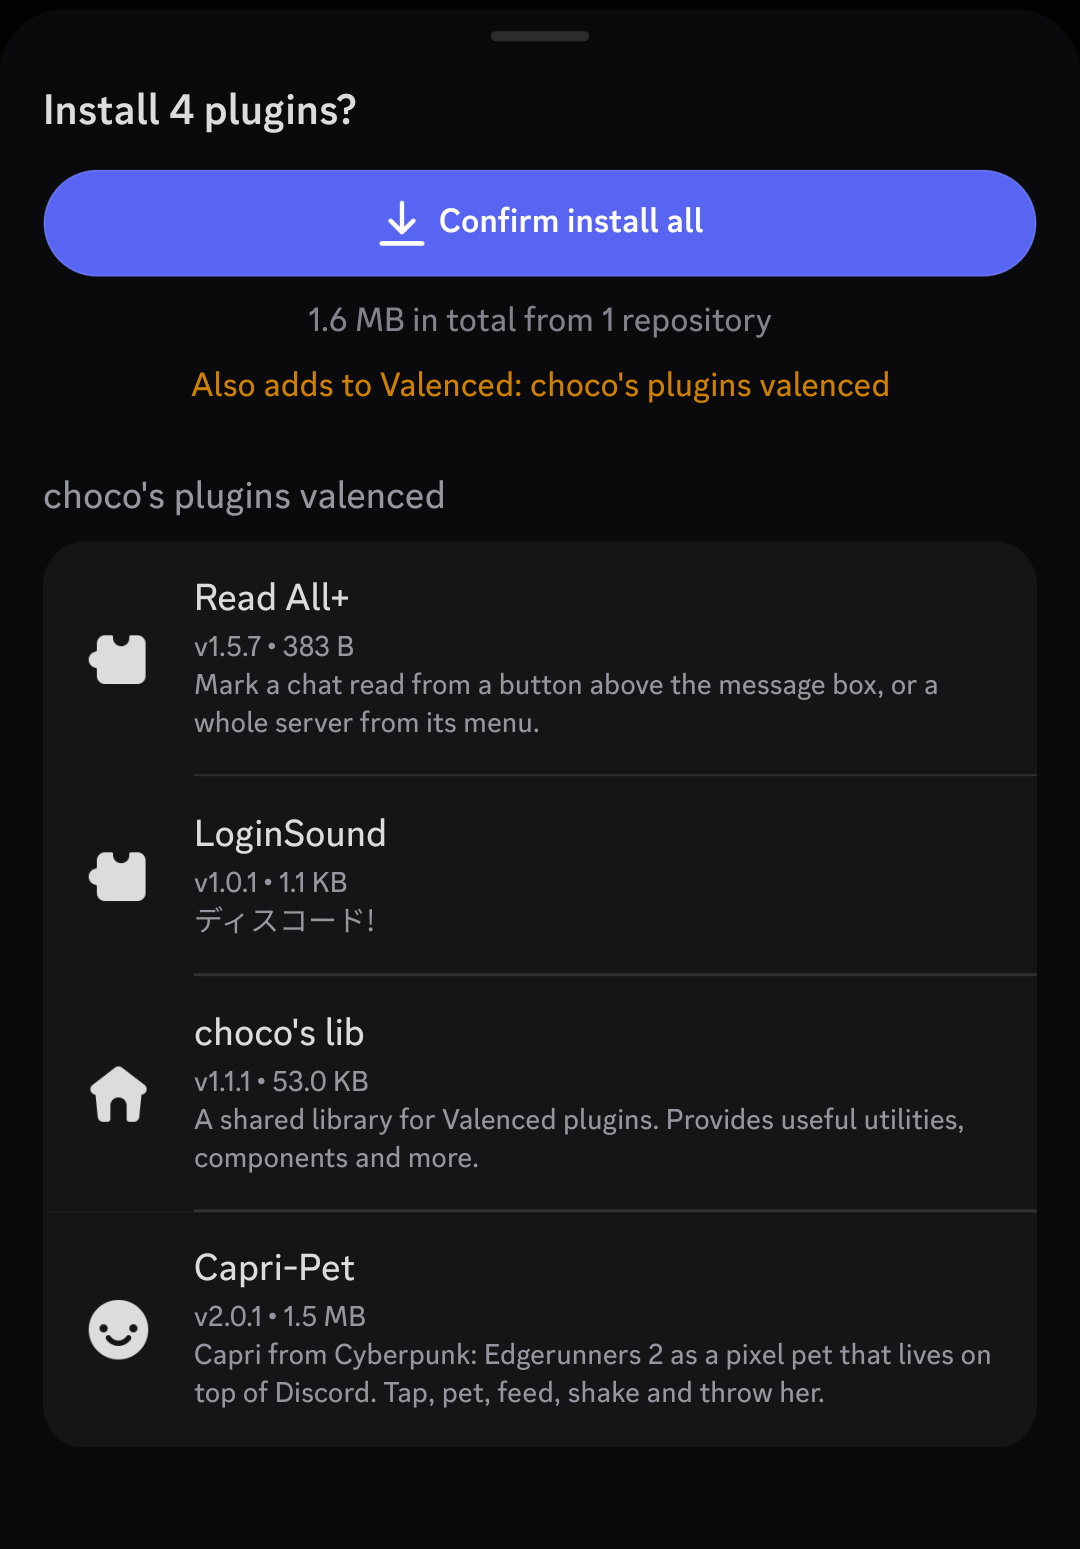 Install 4 plugins?
Confirm install all
1.6 MB in total from 1 repository
Also adds to Valenced: choco's plugins valenced
choco's plugins valenced
Read All+
v1.5.7 • 383 B
Mark a chat read from a button above the message box, or a
whole server from its menu.
LoginSound
v1.0.1 • 1.1 KB
ディスコード!
choco's lib
v1.1.1 • 53.0 KB
A shared library for Valenced plugins. Provides useful utilities,
components and more.
Capri-Pet
v2.0.1 • 1.5 MB
Capri from Cyberpunk: Edgerunners 2 as a pixel pet that lives on
top of Discord. Tap, pet, feed, shake and throw her.